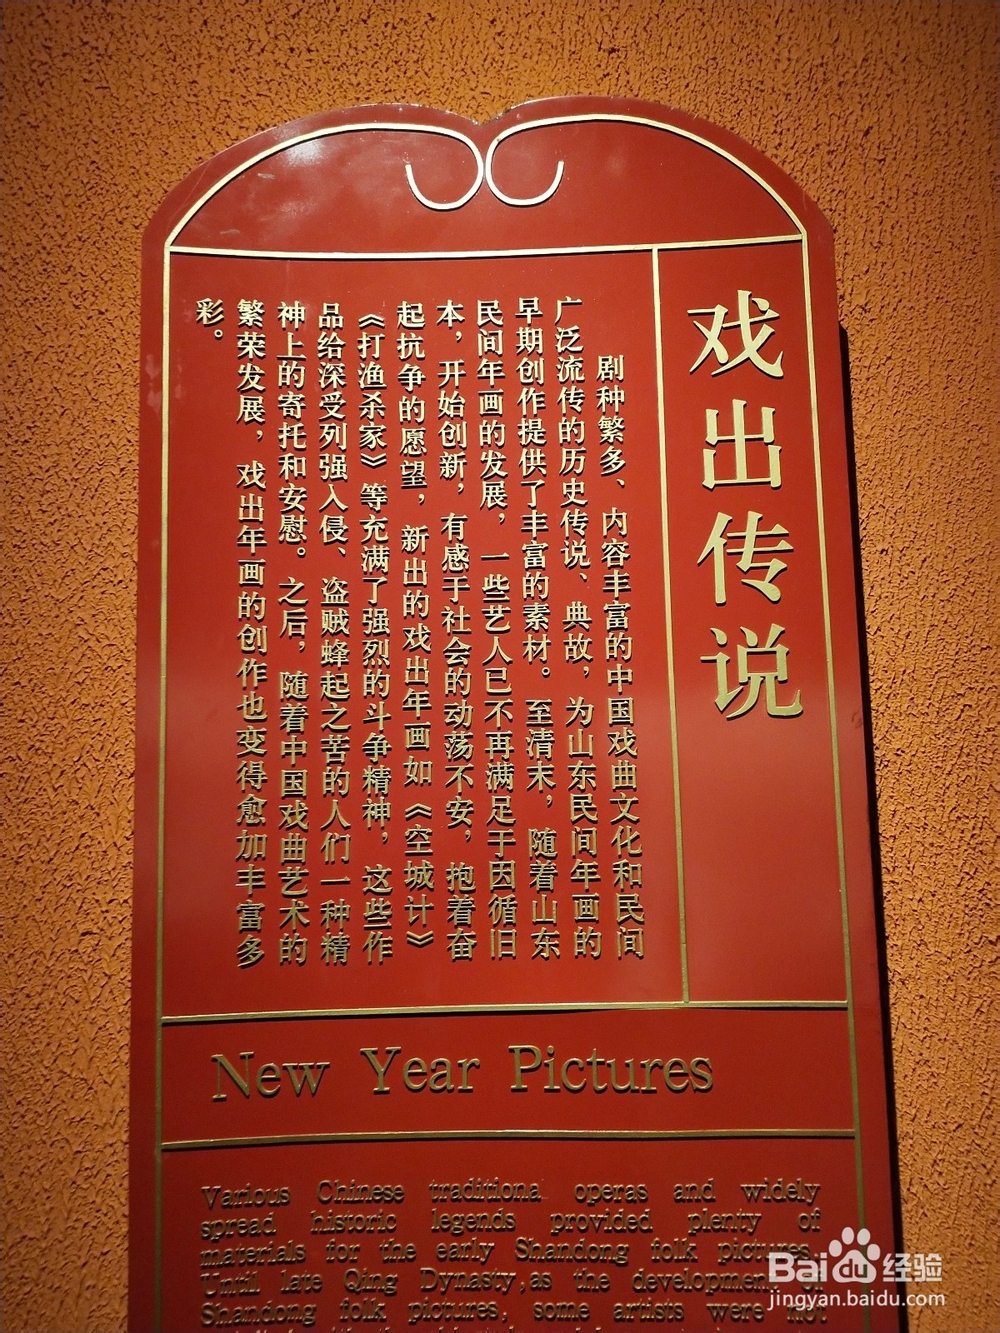 戏出传说
剧种繁多、内容丰富的中国戏曲文化和民间
广泛流传的历史传说、典故，为山东民间年画的
早期创作提供了丰富的素材。至清末，随着山东
民间年画的发展，一些艺人已不再满足于因循旧
本，开始创新，有感于社会的动荡不安，抱着奋
起抗争的愿望，新出的戏出年画如《空城计》
《打渔杀家》等充满了强烈的斗争精神，这些作
品给深受列强入侵、盗贼蜂起之苦的人们一种精
神上的寄托和安慰。之后，随着中国戏曲艺术的
繁荣发展，戏出年画的创作也变得愈加丰富多
彩。
New Year Pictures
Various Chinese traditional operas and widely
spread historic legends provided plenty of
materials for the early Shandong folk pictures.
Until late Qing Dynasty,as the development
Shandong folk pictures, some artists were not
Baidu经验
jingyan.baidu.com